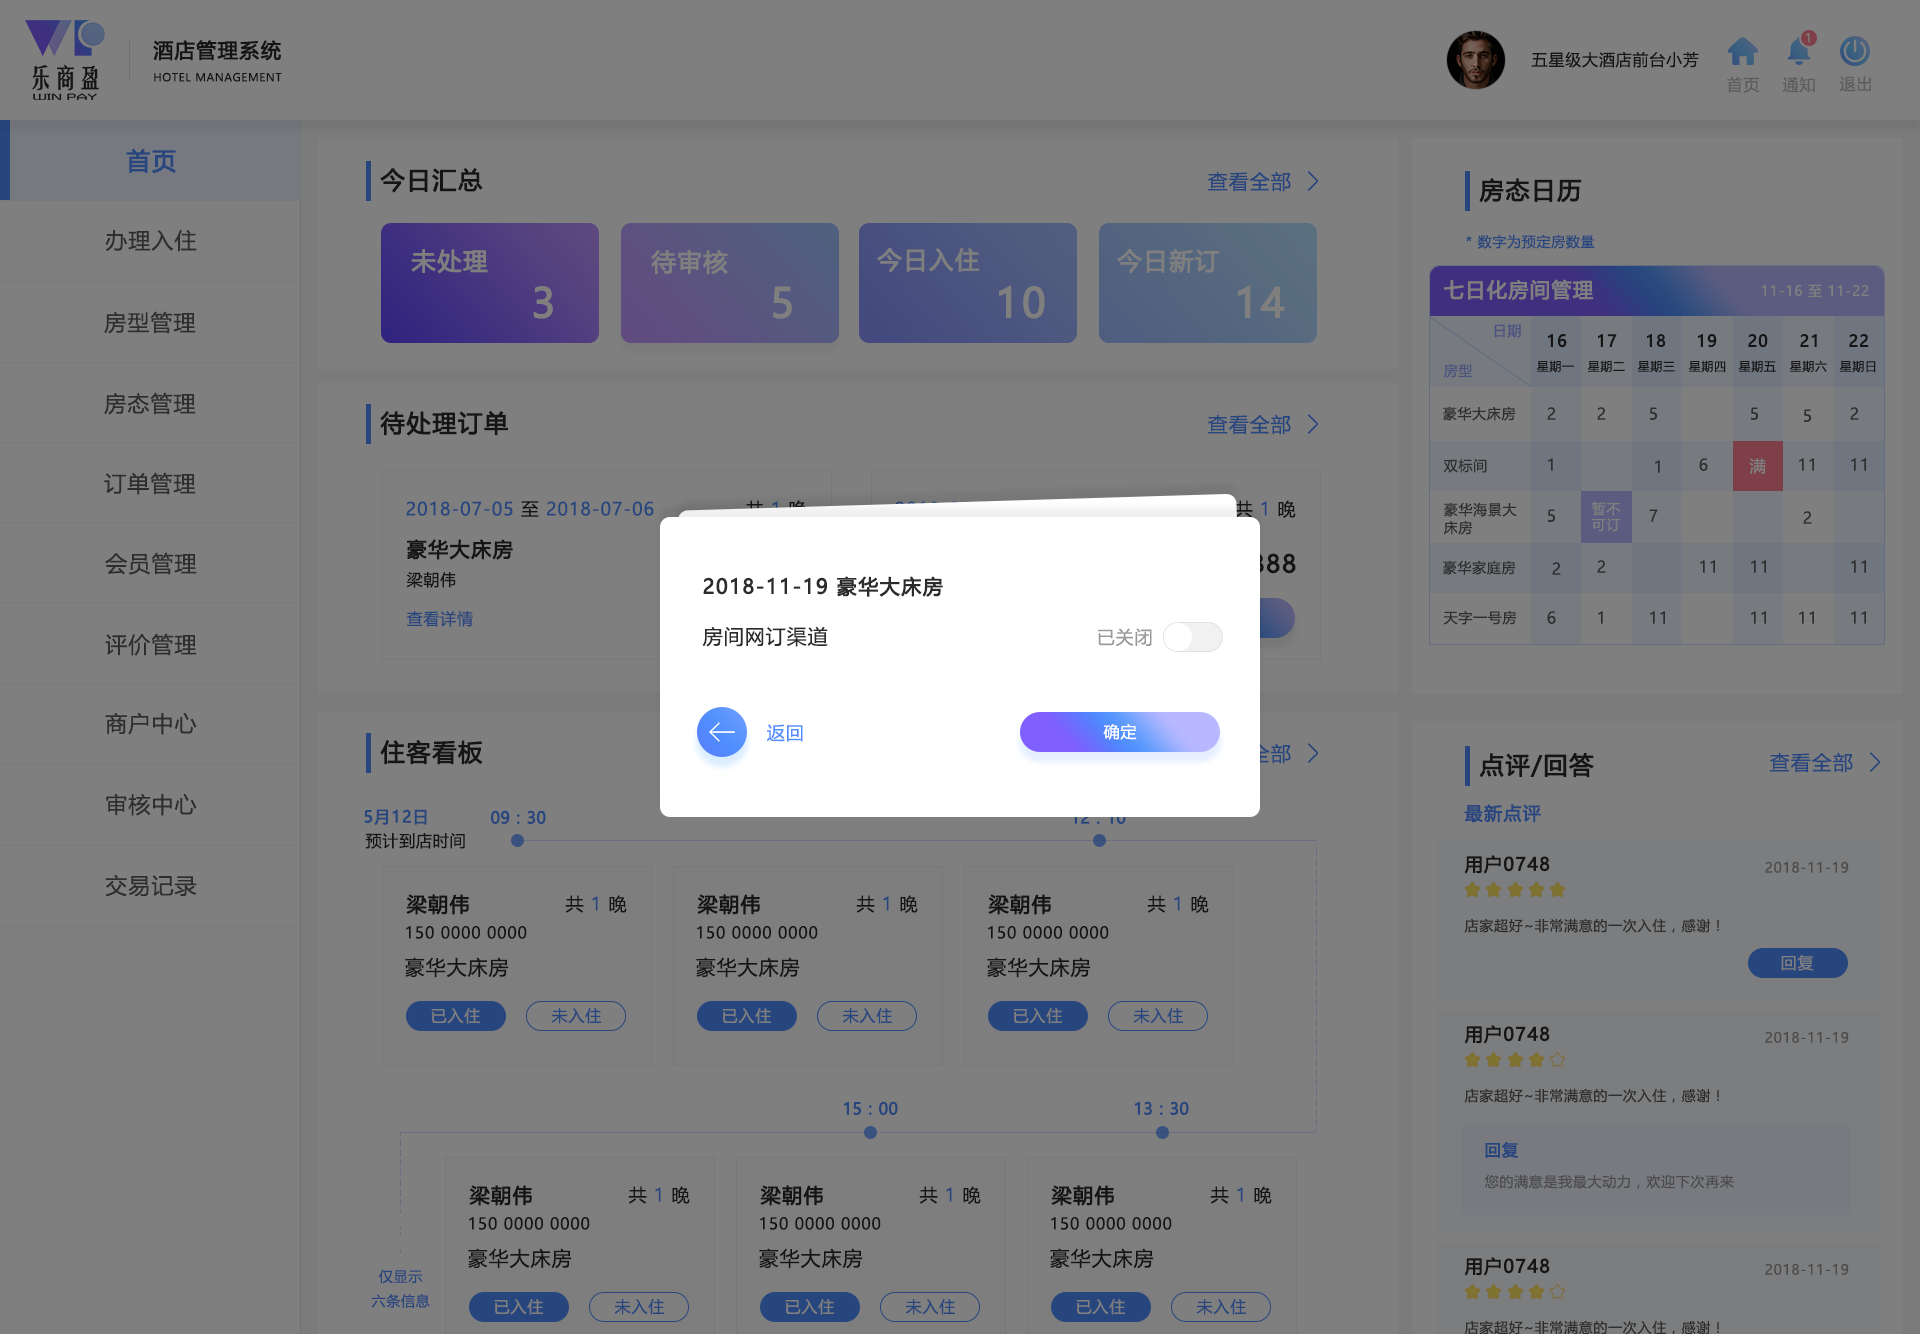 乐商盈
WIN PAY
酒店管理系统
HOTEL MANAGEMENT
五星级大酒店前台小芳
首页
1
通知
退出
首页
办理入住
房型管理
房态管理
订单管理
会员管理
评价管理
商户中心
审核中心
交易记录
今日汇总
查看全部
未处理
3
待审核
5
今日入住
10
今日新订
14
待处理订单
查看全部
2018-07-05 至 2018-07-06
共 1 晚
豪华大床房
梁朝伟
查看详情
共 1 晚
888
2018-11-19 豪华大床房
房间网订渠道
已关闭
返回
确定
住客看板
全部
5月12日
预计到店时间
09 : 30
12 : 10
梁朝伟 共 1 晚
150 0000 0000
豪华大床房
已入住 未入住
梁朝伟 共 1 晚
150 0000 0000
豪华大床房
已入住 未入住
梁朝伟 共 1 晚
150 0000 0000
豪华大床房
已入住 未入住
15 : 00
13 : 30
仅显示
六条信息
梁朝伟 共 1 晚
150 0000 0000
豪华大床房
已入住 未入住
梁朝伟 共 1 晚
150 0000 0000
豪华大床房
已入住 未入住
梁朝伟 共 1 晚
150 0000 0000
豪华大床房
已入住 未入住
房态日历
* 数字为预定房数量
七日化房间管理 11-16 至 11-22
日期
房型
16 17 18 19 20 21 22
星期一 星期二 星期三 星期四 星期五 星期六 星期日
豪华大床房 2 2 5 5 5 2
双标间 1 1 6 满 11 11
豪华海景大
床房
5
暂不
可订
7 2
豪华家庭房 2 2 11 11 11
天字一号房 6 1 11 11 11 11
点评/回答
查看全部
最新点评
用户0748
2018-11-19
店家超好~非常满意的一次入住，感谢！
回复
用户0748
2018-11-19
店家超好~非常满意的一次入住，感谢！
回复
您的满意是我最大动力，欢迎下次再来
用户0748
2018-11-19
店家超好~非常满意的一次入住，感谢！